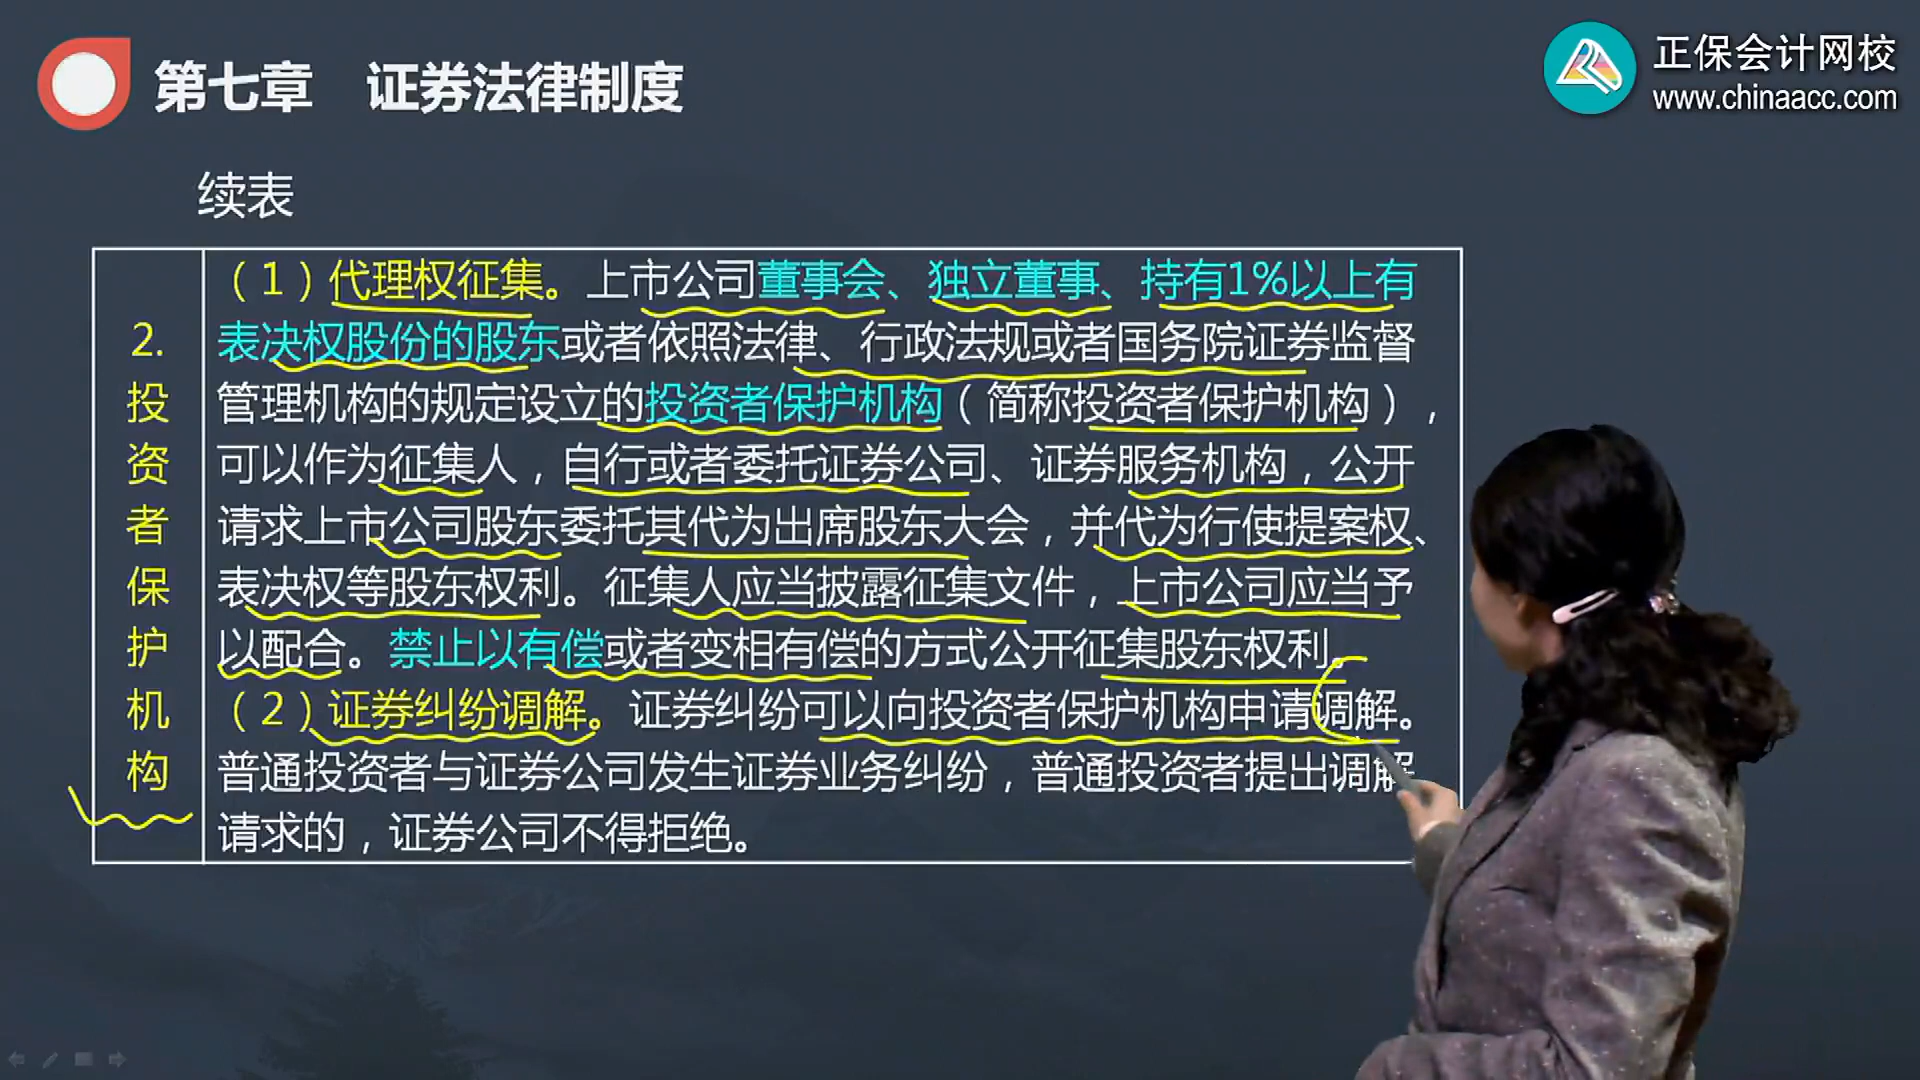 第七章 证券法律制度
正保会计网校
www.chinaacc.com
续表
2.投资者保护机构
（1）代理权征集。上市公司董事会、独立董事、持有1%以上有
表决权股份的股东或者依照法律、行政法规或者国务院证券监督
管理机构的规定设立的投资者保护机构（简称投资者保护机构），
可以作为征集人，自行或者委托证券公司、证券服务机构，公开
请求上市公司股东委托其代为出席股东大会，并代为行使提案权、
表决权等股东权利。征集人应当披露征集文件，上市公司应当予
以配合。禁止以有偿或者变相有偿的方式公开征集股东权利。
（2）证券纠纷调解。证券纠纷可以向投资者保护机构申请调解。
普通投资者与证券公司发生证券业务纠纷，普通投资者提出调解
请求的，证券公司不得拒绝。